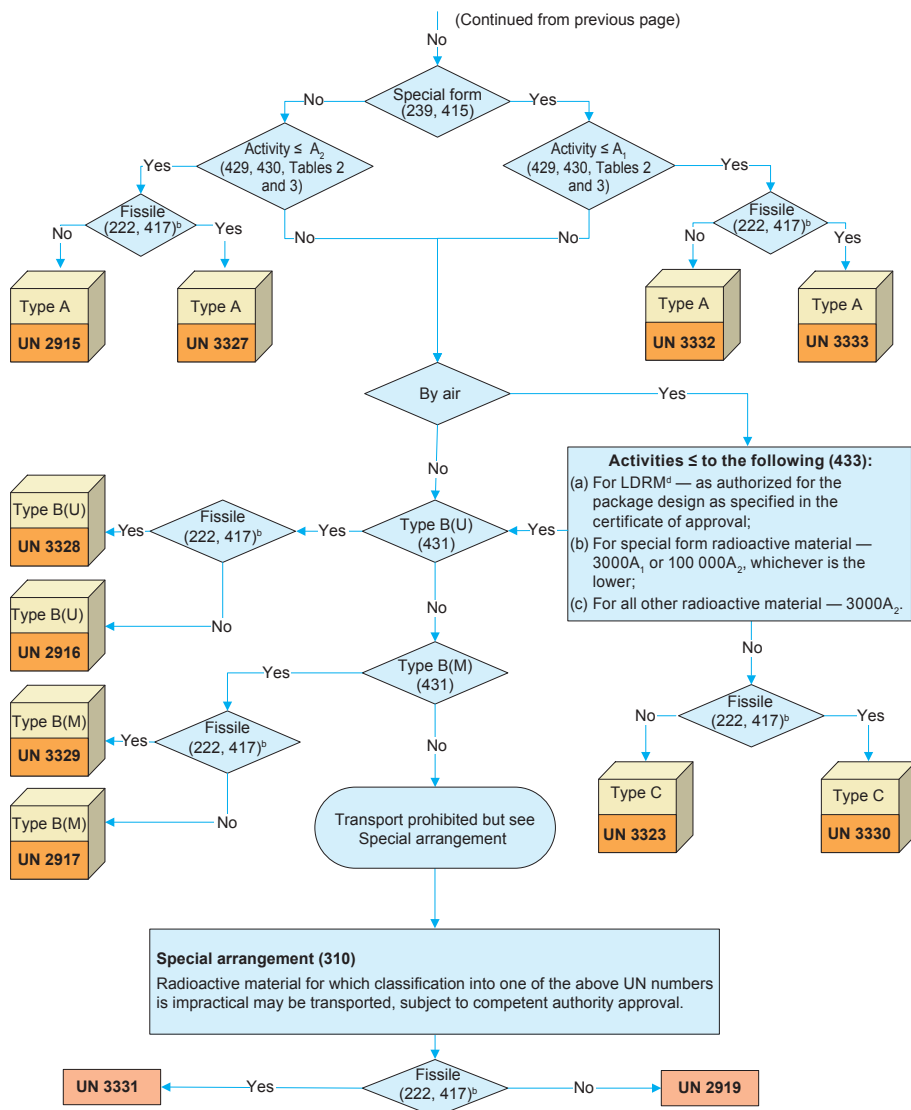 (Continued from previous page)
No
Special form
(239, 415)
No
Yes
Activity ≤ A₂
(429, 430, Tables 2
and 3)
Activity ≤ A₁
(429, 430, Tables 2
and 3)
Yes
Yes
Fissile
(222, 417)ᵇ
Fissile
(222, 417)ᵇ
No
Yes
No
No
No
Yes
Type A
UN 2915
Type A
UN 3327
Type A
UN 3332
Type A
UN 3333
By air
Yes
No
Activities ≤ to the following (433):
(a) For LDRMᵈ — as authorized for the
package design as specified in the
certificate of approval;
(b) For special form radioactive material —
3000A₁ or 100 000A₂, whichever is the
lower;
(c) For all other radioactive material — 3000A₂.
Yes
No
Type B(U)
(431)
Yes
Fissile
(222, 417)ᵇ
Yes
Type B(U)
UN 3328
No
Type B(U)
UN 2916
No
Type B(M)
(431)
Yes
Fissile
(222, 417)ᵇ
Yes
Type B(M)
UN 3329
No
Type B(M)
UN 2917
No
Fissile
(222, 417)ᵇ
No
Yes
Type C
UN 3323
Type C
UN 3330
Transport prohibited but see
Special arrangement
Special arrangement (310)
Radioactive material for which classification into one of the above UN numbers
is impractical may be transported, subject to competent authority approval.
Fissile
(222, 417)ᵇ
Yes
UN 3331
No
UN 2919